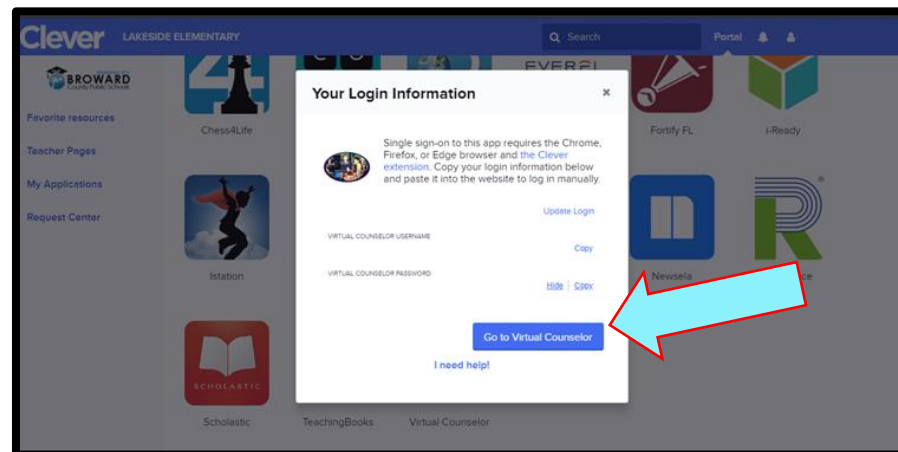 Clever LAKESIDE ELEMENTARY Search Portal
BROWARD
County Public Schools
Favorite resources
Teacher Pages
My Applications
Request Center
Chess4Life
Fortify FL
i-Ready
Your Login Information ×
Single sign-on to this app requires the Chrome,
Firefox, or Edge browser and the Clever
extension. Copy your login information below
and paste it into the website to log in manually.
Update Login
VIRTUAL COUNSELOR USERNAME
Copy
VIRTUAL COUNSELOR PASSWORD
Hide | Copy
Go to Virtual Counselor
I need help!
Istation
Newsela
SCHOLASTIC
Scholastic
TeachingBooks
Virtual Counselor